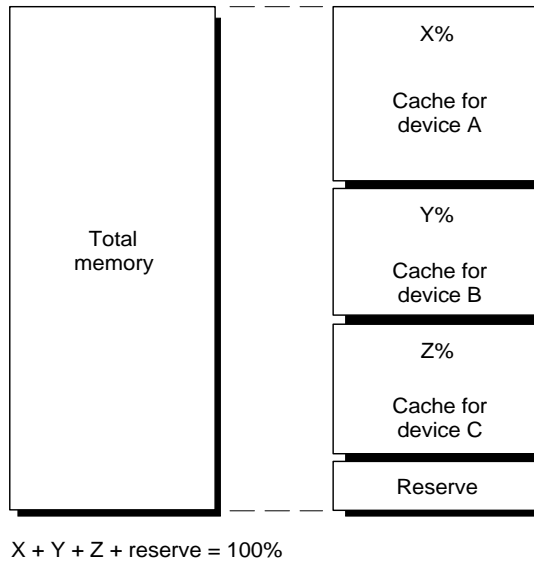 Total
memory
X%
Cache for
device A
Y%
Cache for
device B
Z%
Cache for
device C
Reserve
X + Y + Z + reserve = 100%